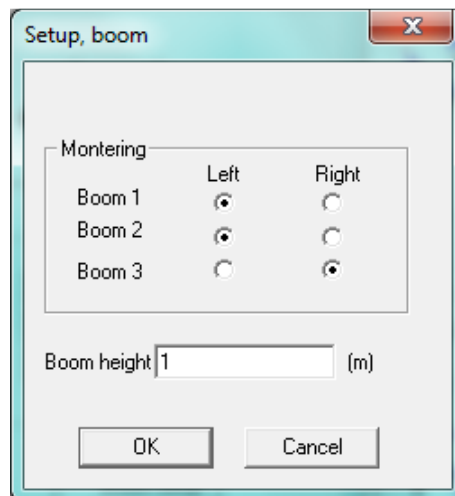 Setup, boom
Montering
Left Right
Boom 1
Boom 2
Boom 3
Boom height 1 (m)
OK Cancel